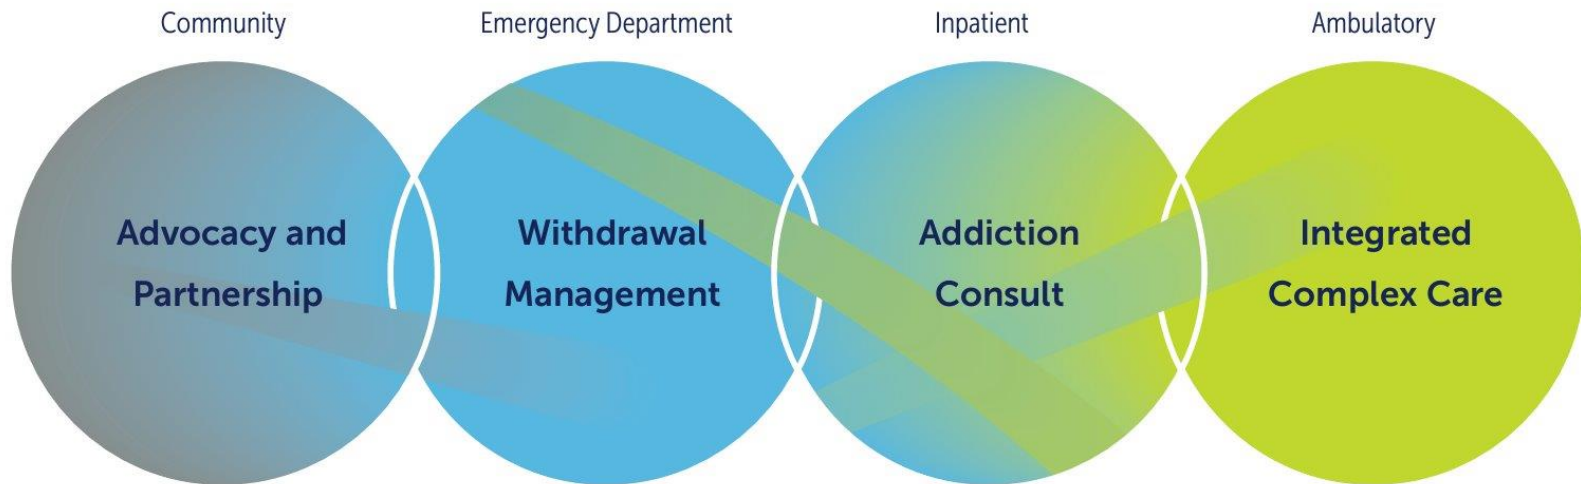 Community
Emergency Department
Inpatient
Ambulatory
Advocacy and
Partnership
Withdrawal
Management
Addiction
Consult
Integrated
Complex Care